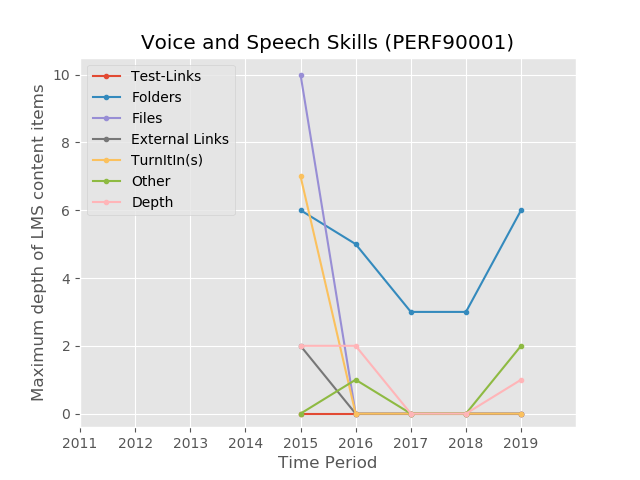 Voice and Speech Skills (PERF90001)
Test-Links
Folders
Files
External Links
TurnItIn(s)
Other
Depth
Maximum depth of LMS content items
10
8
6
4
2
0
2011 2012 2013 2014 2015 2016 2017 2018 2019
Time Period